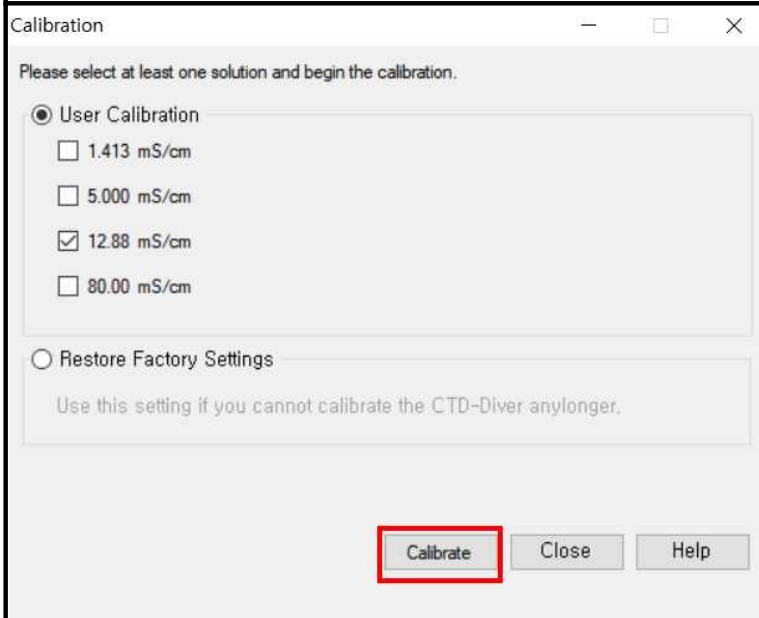 Calibration
Please select at least one solution and begin the calibration.
User Calibration
1.413 mS/cm
5.000 mS/cm
12.88 mS/cm
80.00 mS/cm
Restore Factory Settings
Use this setting if you cannot calibrate the CTD-Diver anylonger.
Calibrate Close Help